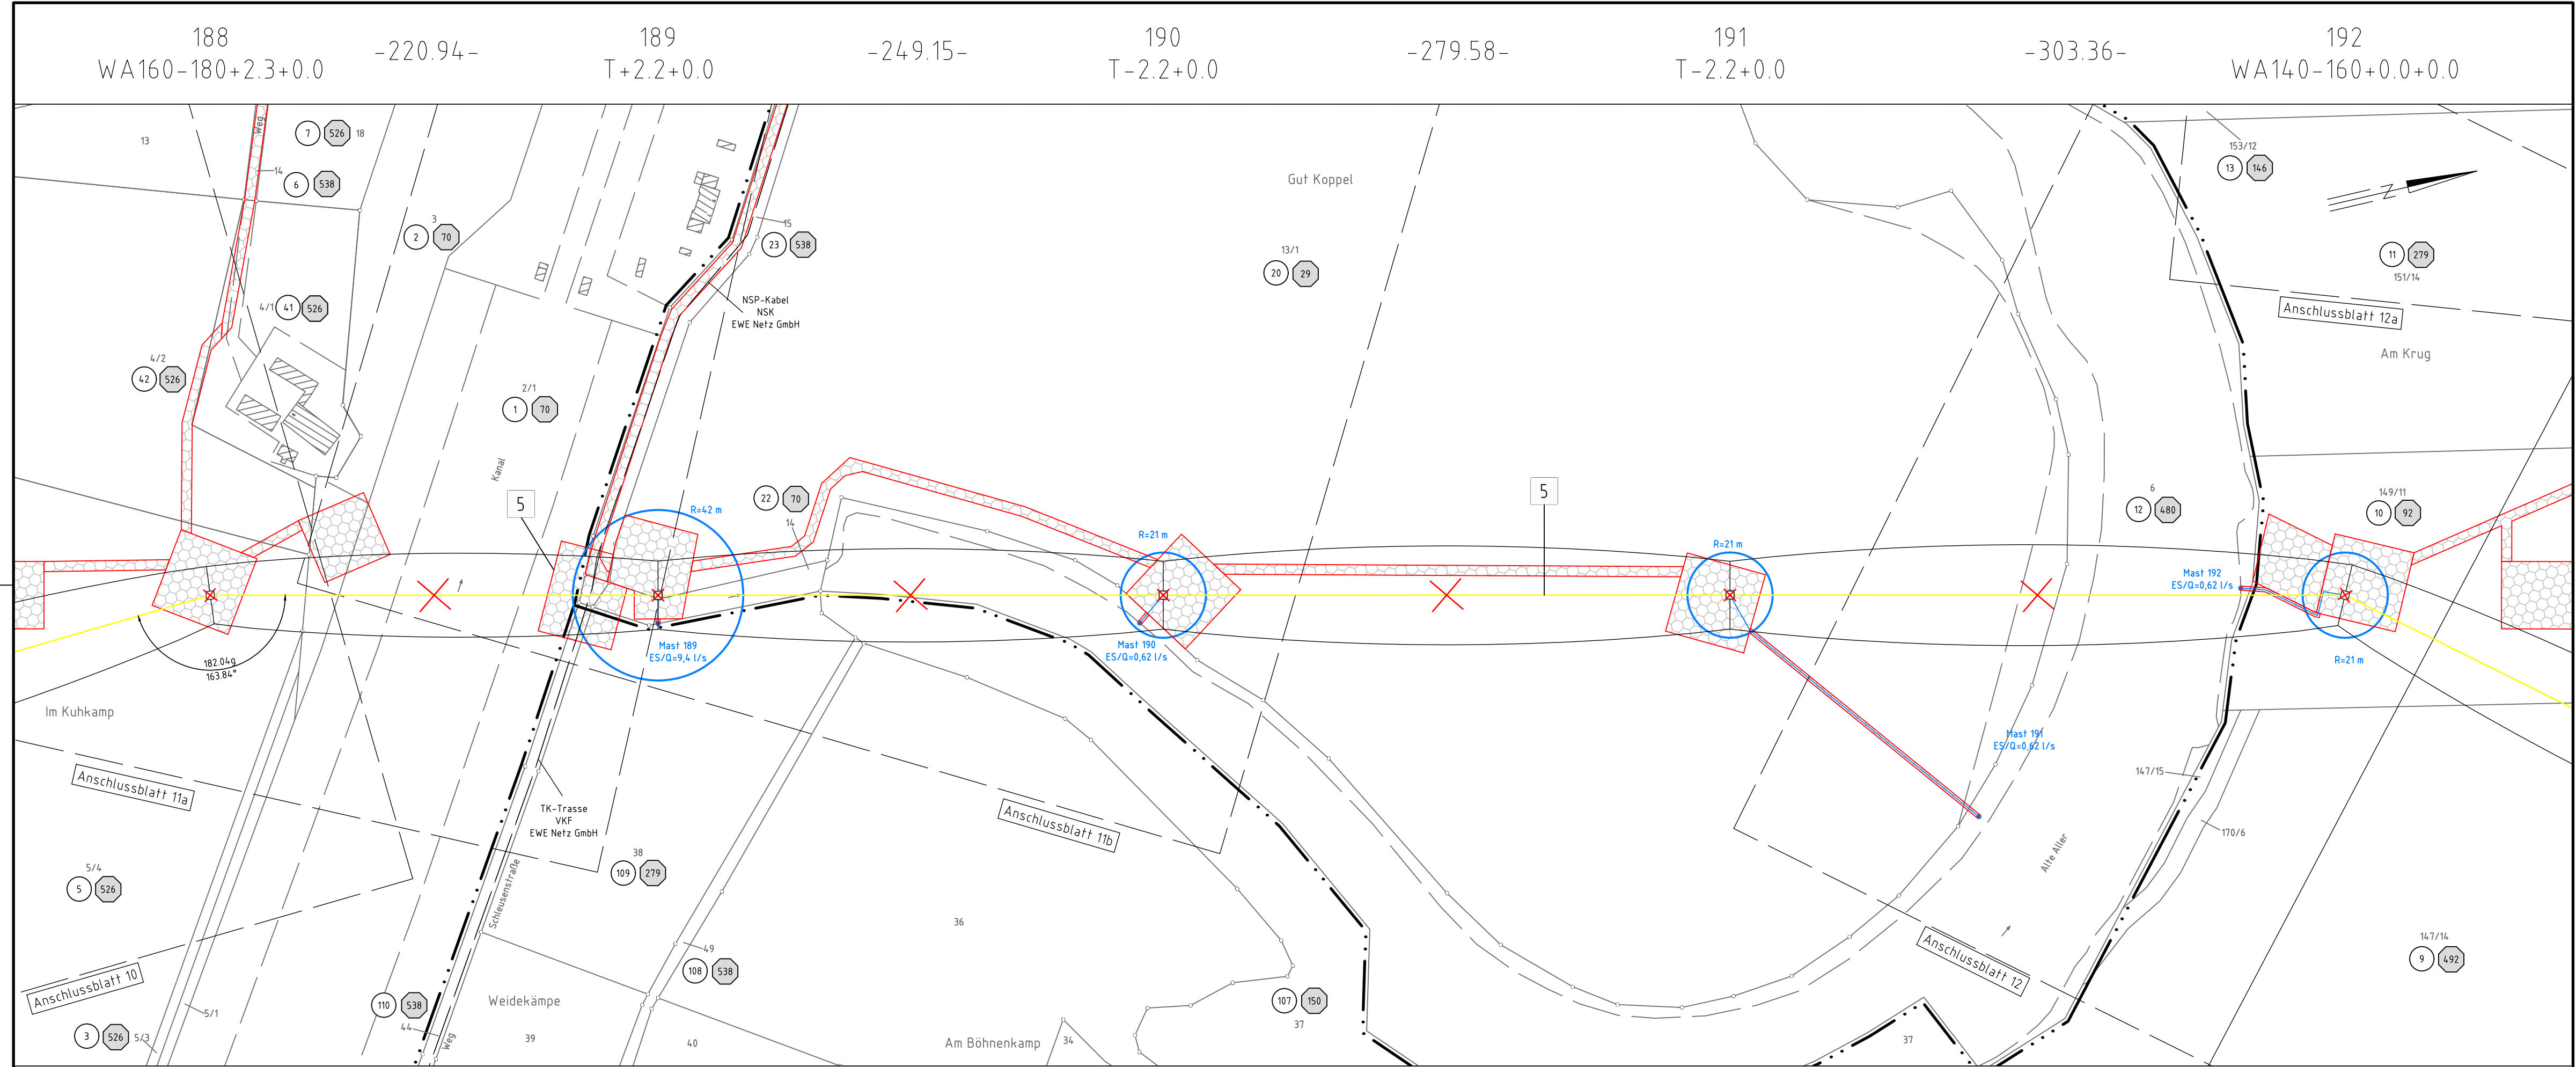 188
WA160-180+2.3+0.0
-220.94-
189
T+2.2+0.0
-249.15-
190
T-2.2+0.0
-279.58-
191
T-2.2+0.0
-303.36-
192
WA140-160+0.0+0.0
13
Weg
7 526 18
14
6 538
3
2 70
4/1 41 526
4/2
42 526
2/1
1 70
Kanal
5
15
23 538
NSP-Kabel
NSK
EWE Netz GmbH
Gut Koppel
13/1
20 29
153/12
13 146
N
11 279
151/14
Anschlussblatt 12a
Am Krug
22 70
14
R=42 m
R=21 m
5
R=21 m
6
12 480
149/11
10 92
Mast 192
ES/Q=0,62 l/s
R=21 m
Mast 189
ES/Q=9,4 l/s
Mast 190
ES/Q=0,62 l/s
182.04g
163.84°
Im Kuhkamp
Anschlussblatt 11a
TK-Trasse
VKF
EWE Netz GmbH
Anschlussblatt 11b
Mast 191
ES/Q=0,62 l/s
147/15
170/6
Alte Aller
5/4
5 526
38
109 279
Schleusenstraße
36
49
108 538
Anschlussblatt 12
147/14
9 492
Anschlussblatt 10
5/1
110 538
Weidekämpe
107 150
37
3 526 5/3
44
Weg
39
40
Am Böhnenkamp
34
37